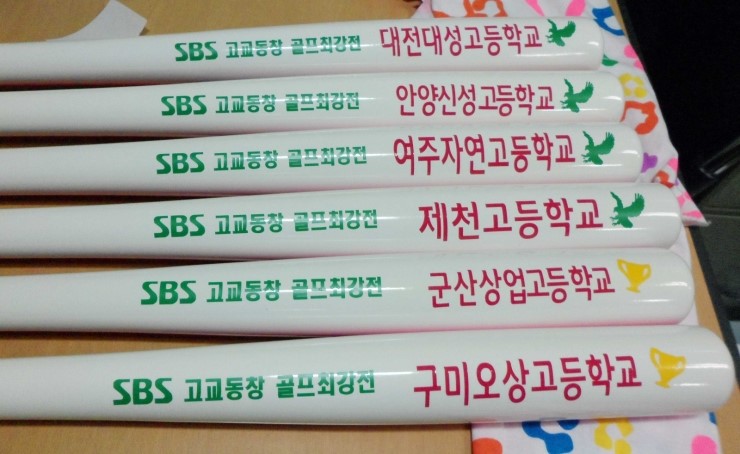 SBS 고교동창 골프최강전 대전대성고등학교
SBS 고교동창 골프최강전 안양신성고등학교
SBS 고교동창 골프최강전 여주자연고등학교
SBS 고교동창 골프최강전 제천고등학교
SBS 고교동창 골프최강전 군산상업고등학교
SBS 고교동창 골프최강전 구미오상고등학교